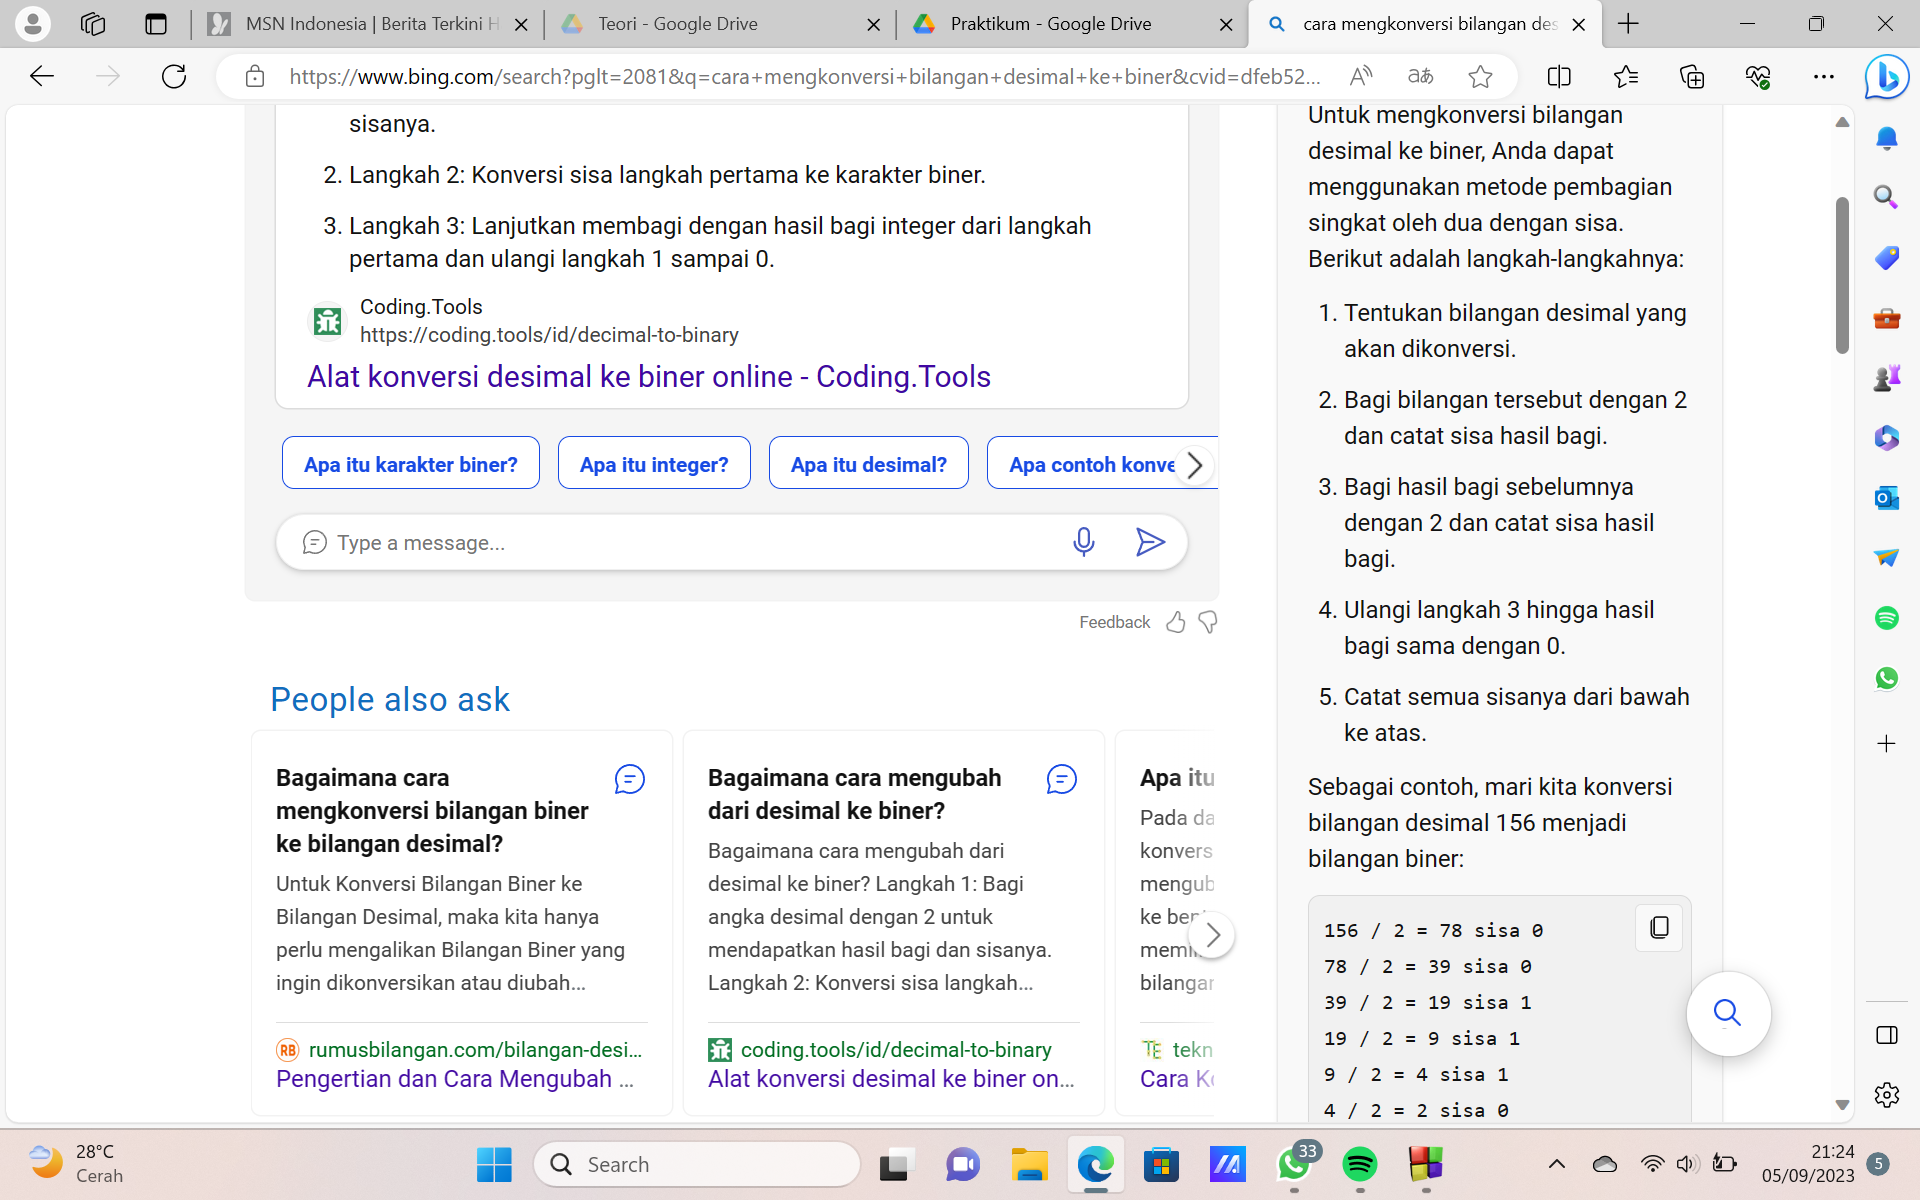 MSN Indonesia | Berita Terkini H
Teori - Google Drive
Praktikum - Google Drive
cara mengkonversi bilangan des
https://www.bing.com/search?pglt=2081&q=cara+mengkonversi+bilangan+desimal+ke+biner&cvid=dfeb52...
sisanya.
2. Langkah 2: Konversi sisa langkah pertama ke karakter biner.
3. Langkah 3: Lanjutkan membagi dengan hasil bagi integer dari langkah
pertama dan ulangi langkah 1 sampai 0.
Coding.Tools
https://coding.tools/id/decimal-to-binary
Alat konversi desimal ke biner online - Coding.Tools
Apa itu karakter biner?
Apa itu integer?
Apa itu desimal?
Apa contoh konve
Type a message...
Feedback
People also ask
Bagaimana cara
mengkonversi bilangan biner
ke bilangan desimal?
Untuk Konversi Bilangan Biner ke
Bilangan Desimal, maka kita hanya
perlu mengalikan Bilangan Biner yang
ingin dikonversikan atau diubah...
RB rumusbilangan.com/bilangan-desi...
Pengertian dan Cara Mengubah ...
Bagaimana cara mengubah
dari desimal ke biner?
Bagaimana cara mengubah dari
desimal ke biner? Langkah 1: Bagi
angka desimal dengan 2 untuk
mendapatkan hasil bagi dan sisanya.
Langkah 2: Konversi sisa langkah...
coding.tools/id/decimal-to-binary
Alat konversi desimal ke biner on...
Apa itu
Pada da
konvers
mengub
ke
bilangan
TE tekn
Cara
Untuk mengkonversi bilangan
desimal ke biner, Anda dapat
menggunakan metode pembagian
singkat oleh dua dengan sisa.
Berikut adalah langkah-langkahnya:
1. Tentukan bilangan desimal yang
akan dikonversi.
2. Bagi bilangan tersebut dengan 2
dan catat sisa hasil bagi.
3. Bagi hasil bagi sebelumnya
dengan 2 dan catat sisa hasil
bagi.
4. Ulangi langkah 3 hingga hasil
bagi sama dengan 0.
5. Catat semua sisanya dari bawah
ke atas.
Sebagai contoh, mari kita konversi
bilangan desimal 156 menjadi
bilangan biner:
156 / 2 = 78 sisa 0
78 / 2 = 39 sisa 0
39 / 2 = 19 sisa 1
19 / 2 = 9 sisa 1
9 / 2 = 4 sisa 1
4 / 2 = 2 sisa 0
28°C
Cerah
Search
33
21:24
05/09/2023
5